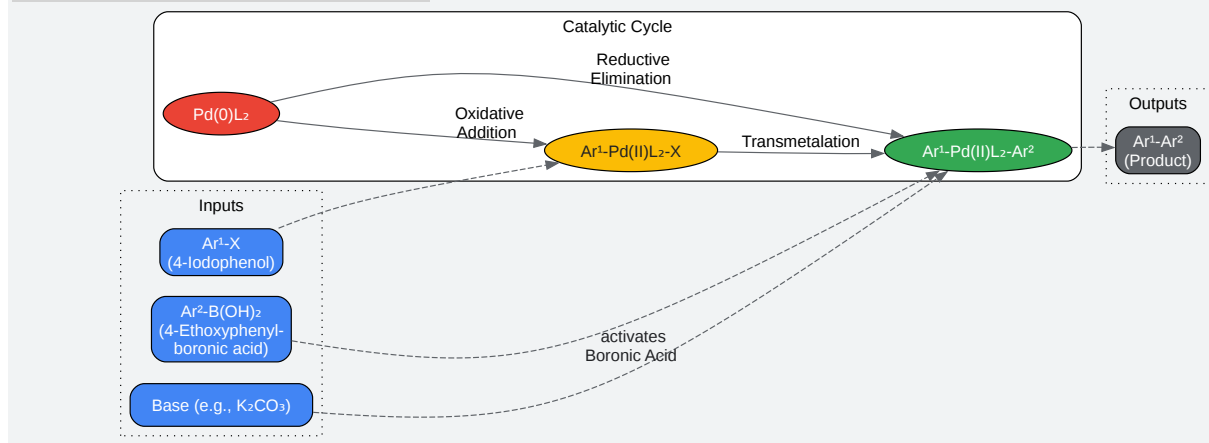 Catalytic Cycle
Reductive
Elimination
Pd(0)L₂
Oxidative
Addition
Ar¹-Pd(II)L₂-X
Transmetalation
Ar¹-Pd(II)L₂-Ar²
Outputs
Ar¹-Ar²
(Product)
Inputs
Ar¹-X
(4-Iodophenol)
Ar²-B(OH)₂
(4-Ethoxyphenyl-
boronic acid)
activates
Boronic Acid
Base (e.g., K₂CO₃)